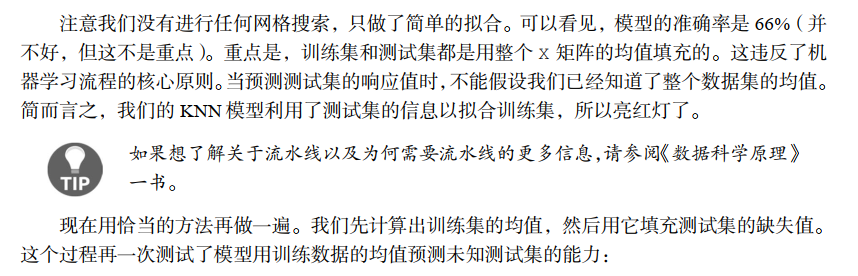 注意我们没有进行任何网格搜索，只做了简单的拟合。可以看见，模型的准确率是 66%（并
不好，但这不是重点）。重点是，训练集和测试集都是用整个 X 矩阵的均值填充的。这违反了机
器学习流程的核心原则。当预测测试集的响应值时，不能假设我们已经知道了整个数据集的均值。
简而言之，我们的 KNN 模型利用了测试集的信息以拟合训练集，所以亮红灯了。
TIP
如果想了解关于流水线以及为何需要流水线的更多信息，请参阅《数据科学原理》
一书。
现在用恰当的方法再做一遍。我们先计算出训练集的均值，然后用它填充测试集的缺失值。
这个过程再一次测试了模型用训练数据的均值预测未知测试集的能力：